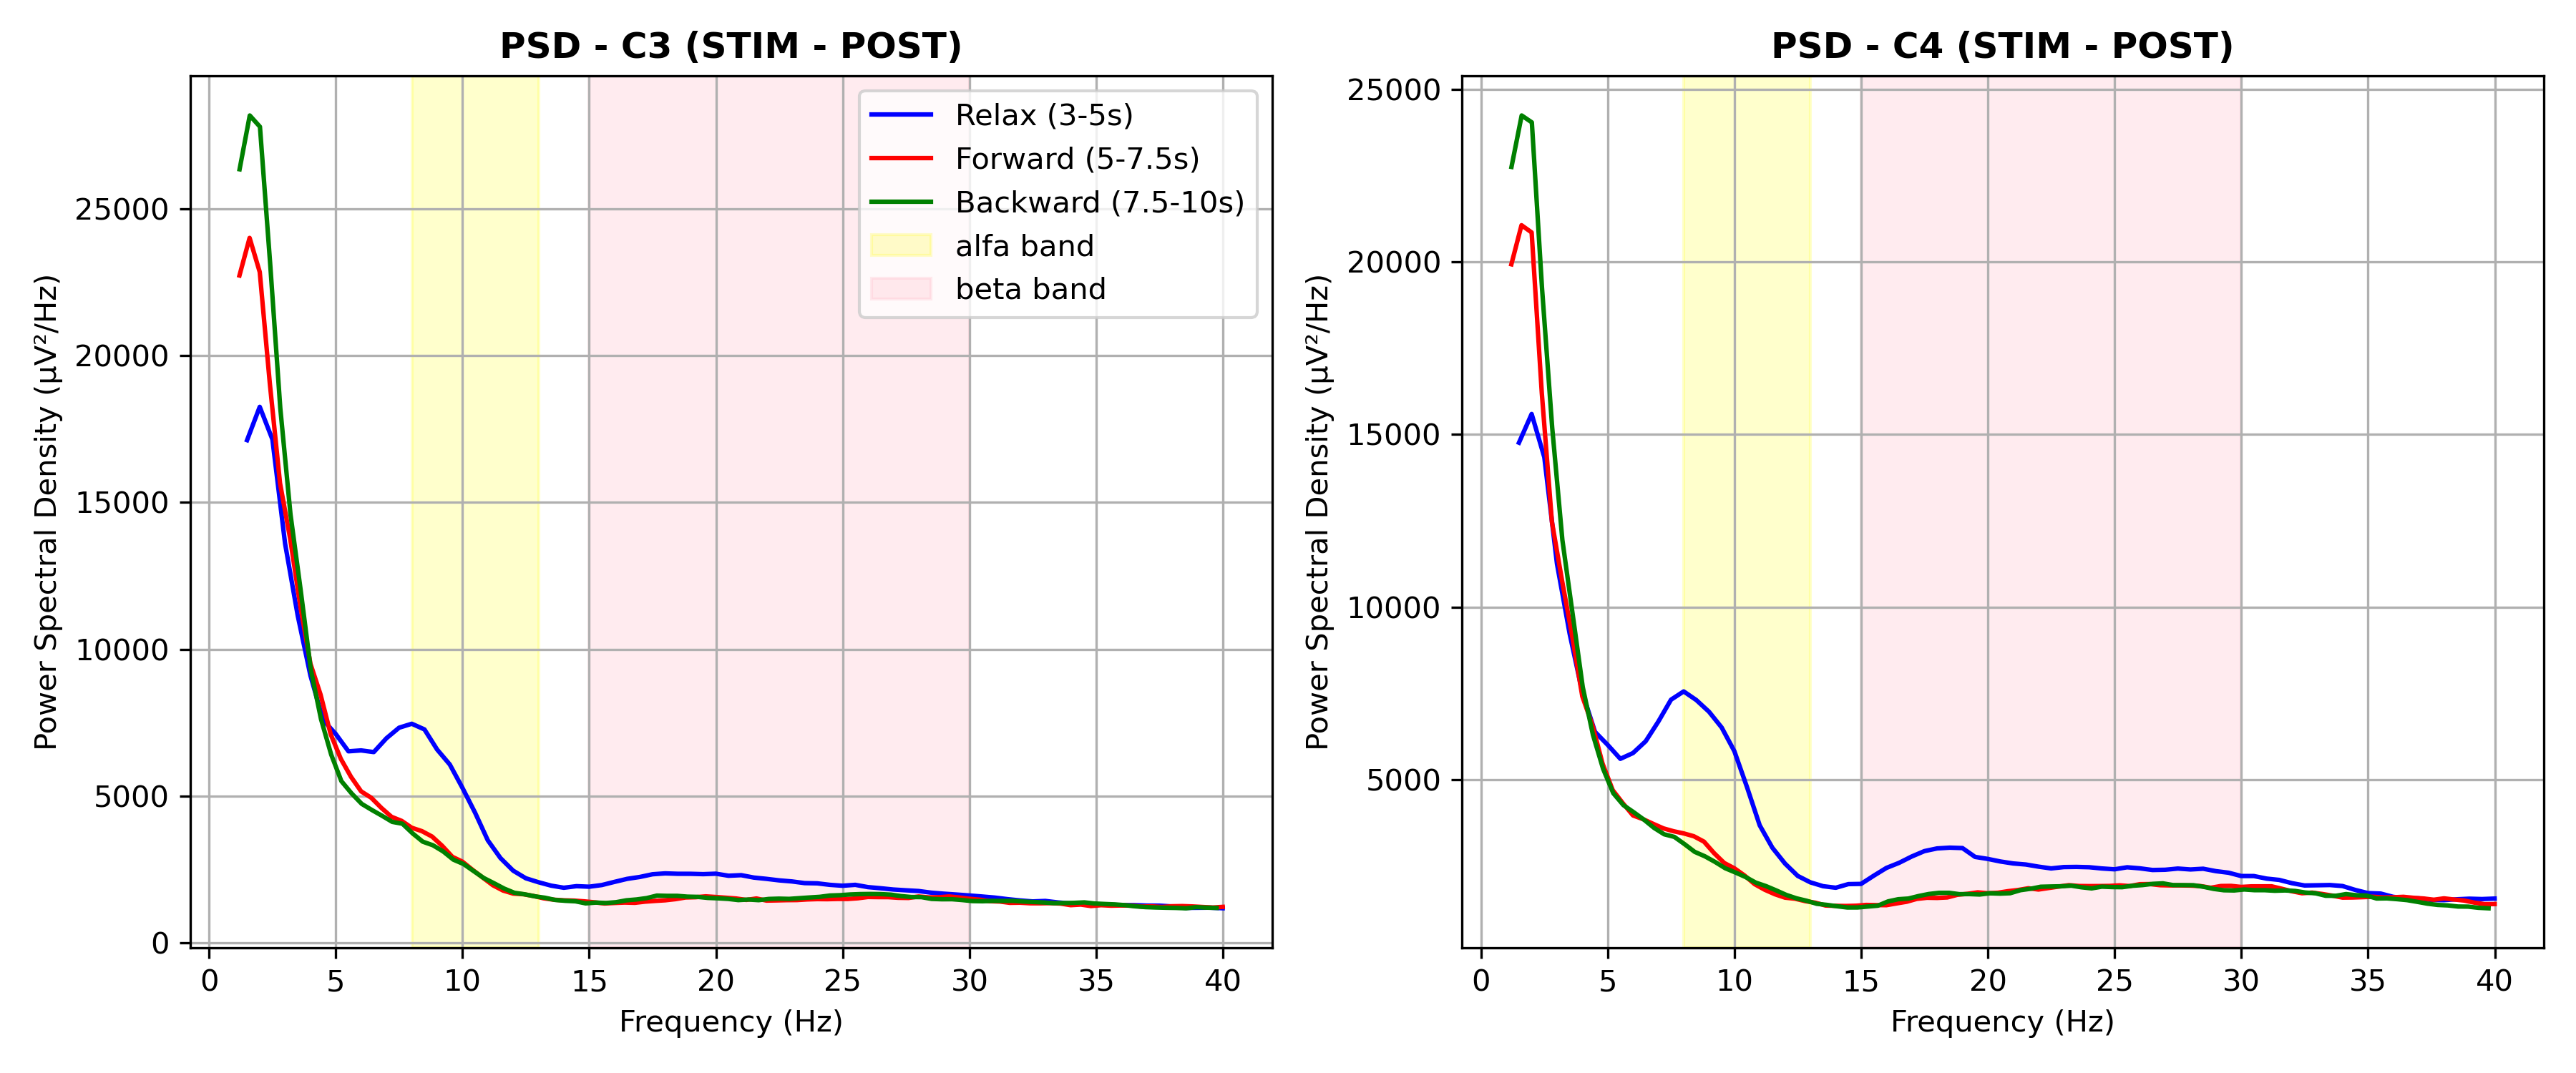 PSD - C3 (STIM - POST)
Power Spectral Density (µV²/Hz)
25000
20000
15000
10000
5000
0
0 5 10 15 20 25 30 35 40
Frequency (Hz)
Relax (3-5s)
Forward (5-7.5s)
Backward (7.5-10s)
alfa band
beta band
PSD - C4 (STIM - POST)
Power Spectral Density (µV²/Hz)
25000
20000
15000
10000
5000
0 5 10 15 20 25 30 35 40
Frequency (Hz)